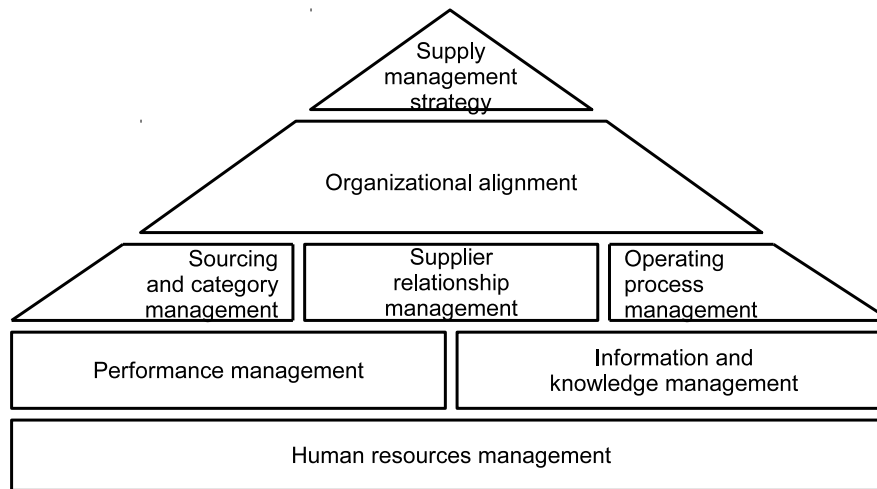 Supply
management
strategy
Organizational alignment
Sourcing
and category
management
Supplier
relationship
management
Operating
process
management
Performance management
Information and
knowledge management
Human resources management